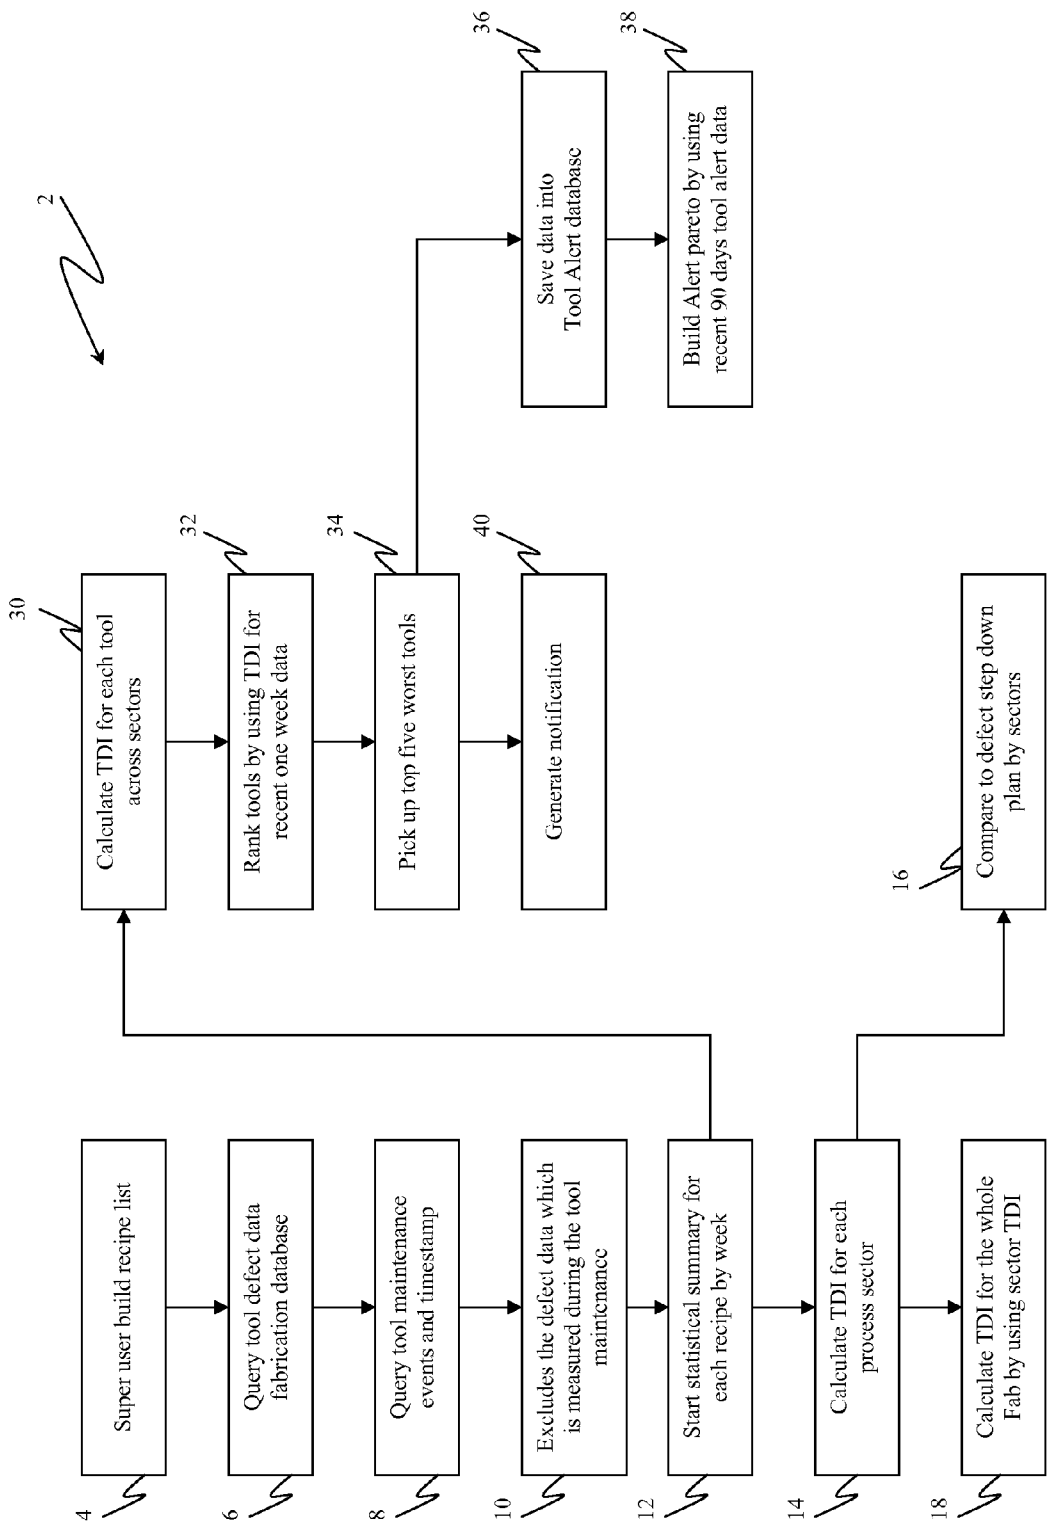 2
4
Super user build recipe list
6
Query tool defect data
fabrication database
8
Query tool maintenance
events and timestamp
10
Excludes the defect data which
is measured during the tool
maintenance
12
Start statistical summary for
each recipe by week
14
Calculate TDI for each
process sector
18
Calculate TDI for the whole
Fab by using sector TDI
16
Compare to defect step down
plan by sectors
30
Calculate TDI for each tool
across sectors
32
Rank tools by using TDI for
recent one week data
34
Pick up top five worst tools
40
Generate notification
36
Save data into
Tool Alert database
38
Build Alert pareto by using
recent 90 days tool alert data